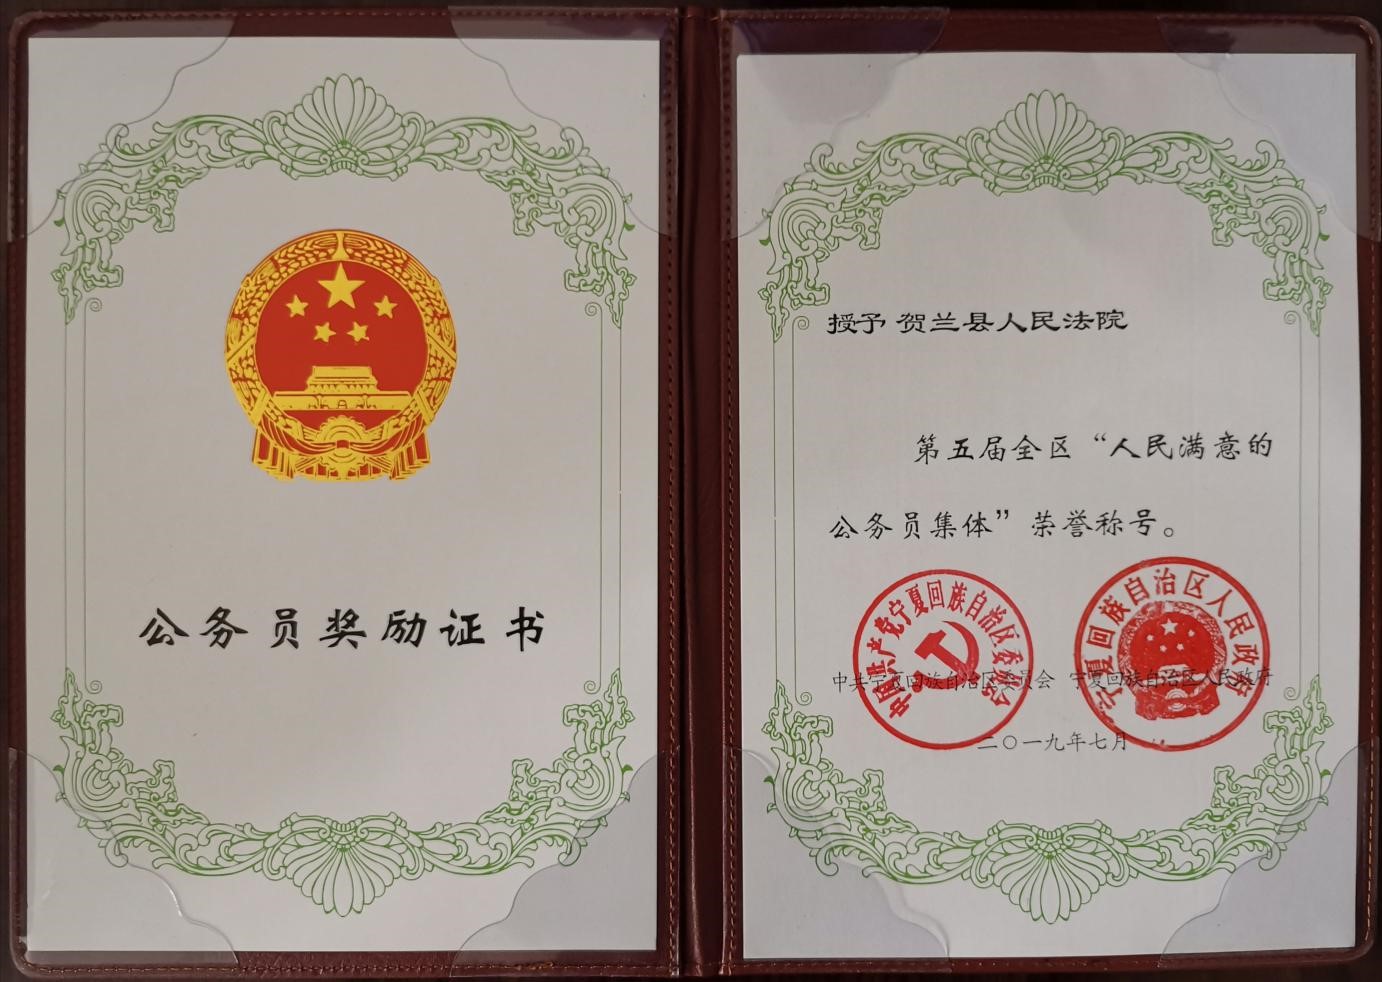 公务员奖励证书
授予 贺兰县人民法院
第五届全区“人民满意的
公务员集体”荣誉称号。
中国共产党宁夏回族自治区委员会
宁夏回族自治区人民政府
中共宁夏回族自治区委员会 宁夏回族自治区人民政府
二〇一九年七月